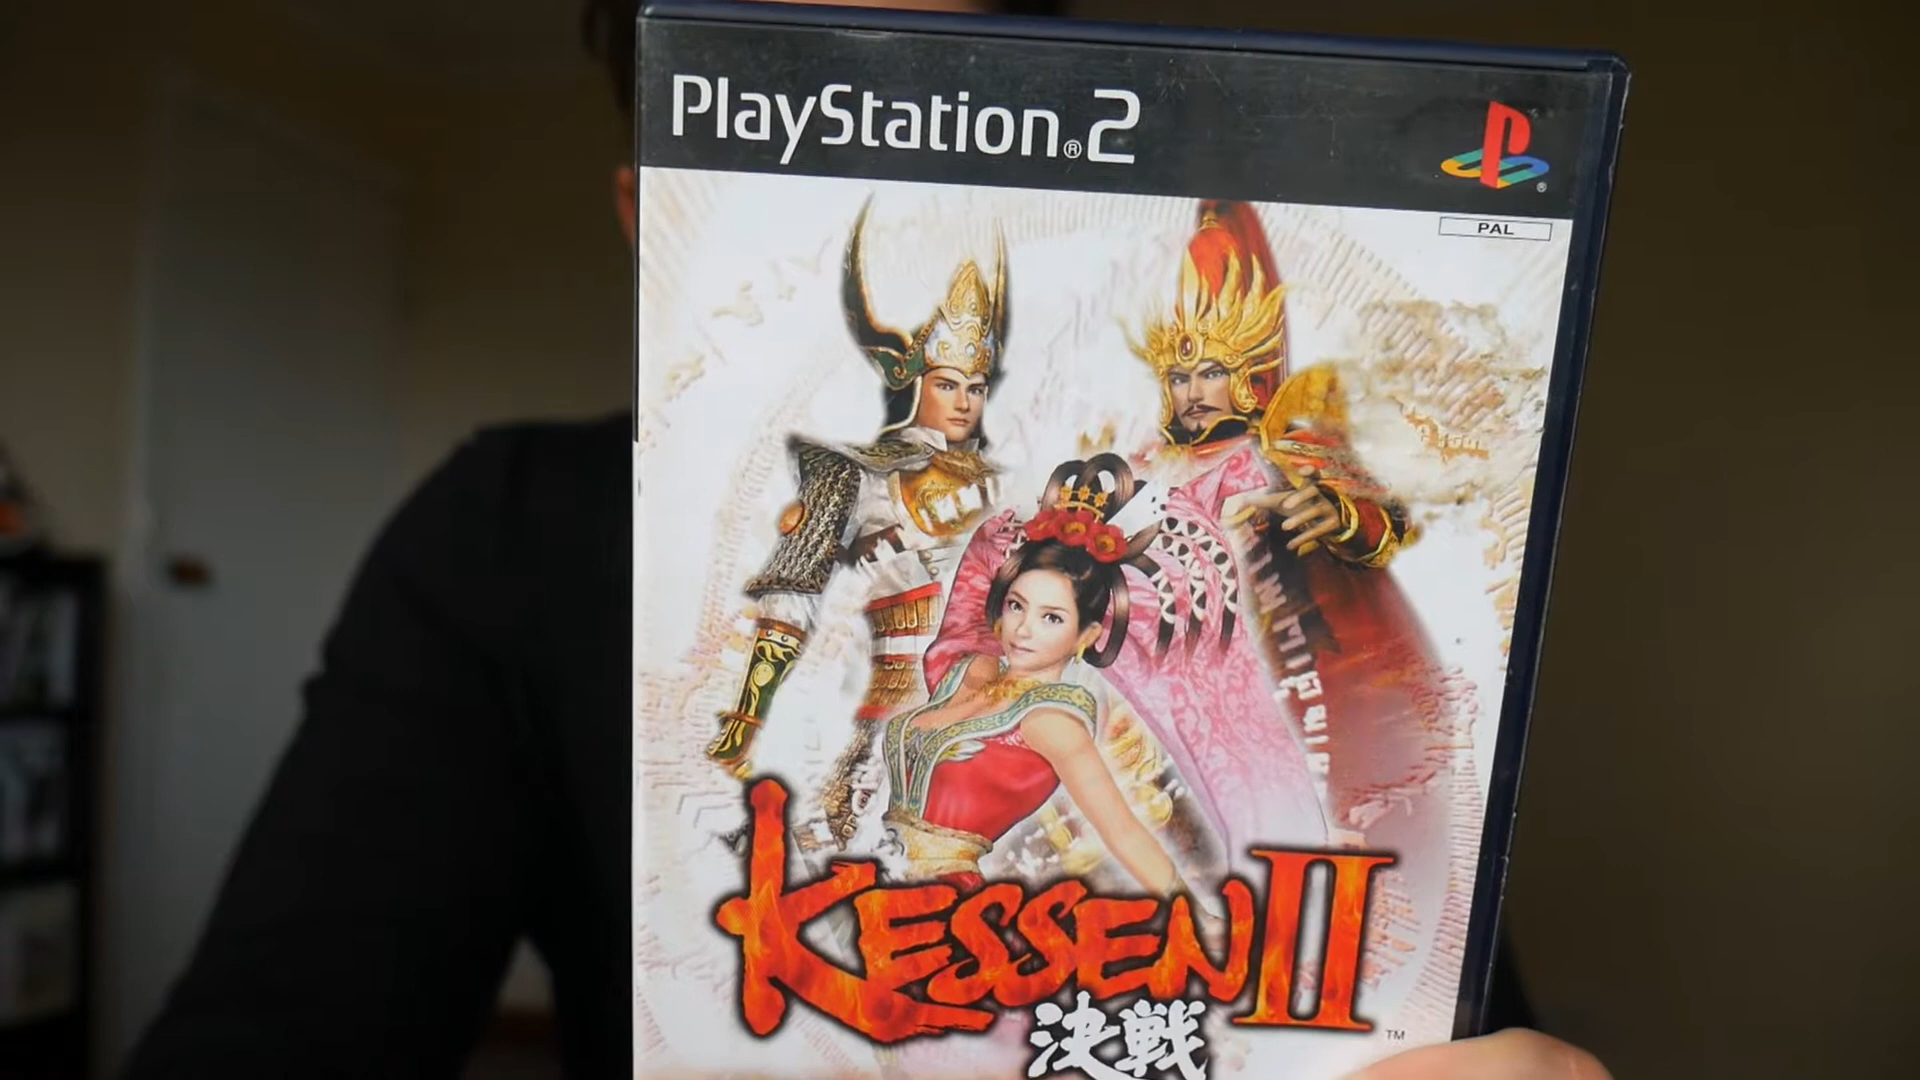 PlayStation®2
PAL
KESSEN II
決戦
TM